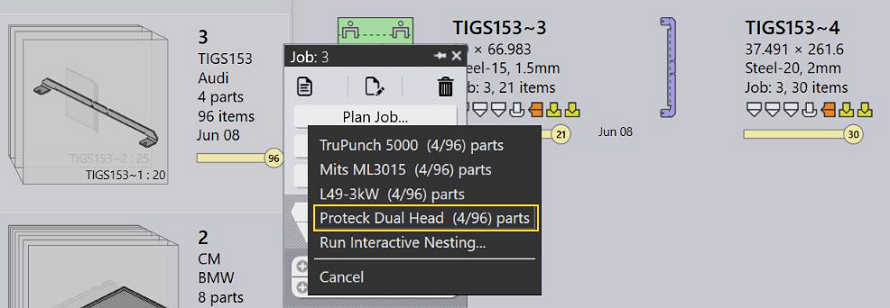 3
TIGS153
Audi
4 parts
96 items
Jun 08
96
TIGS153~2 : 25
TIGS153~1 : 20
2
CM
BMW
8 parts
Job: 3
Plan Job...
TruPunch 5000 (4/96) parts
Mits ML3015 (4/96) parts
L49-3kW (4/96) parts
Proteck Dual Head (4/96) parts
Run Interactive Nesting...
Cancel
TIGS153~3
× 66.983
eel-15, 1.5mm
ob: 3, 21 items
21
Jun 08
TIGS153~4
37.491 × 261.6
Steel-20, 2mm
Job: 3, 30 items
30